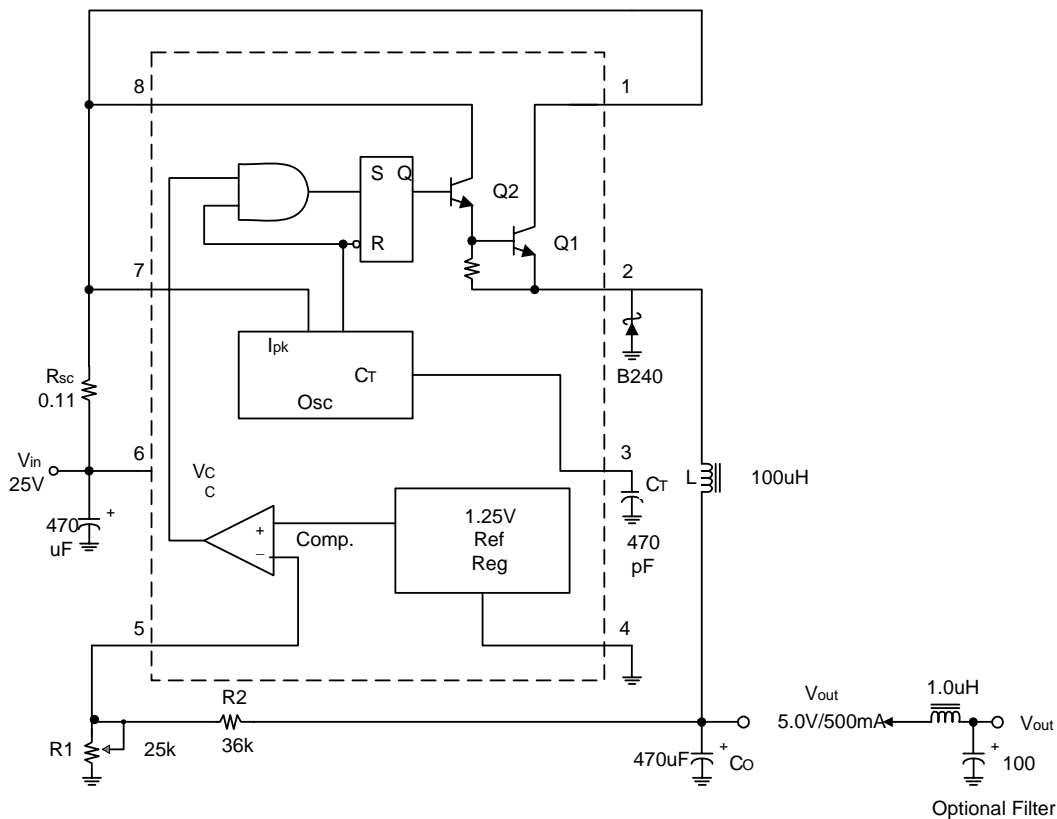 8
1
S Q
Q2
R
Q1
7
2
Ipk
CT
Osc
B240
Rsc
0.11
6
3
Vin
25V
VC
C
CT
L
100uH
470
uF
+
+
−
Comp.
1.25V
Ref
Reg
470
pF
5
4
R2
36k
R1
25k
470uF
+
CO
Vout
5.0V/500mA
1.0uH
Vout
+
100
Optional Filter